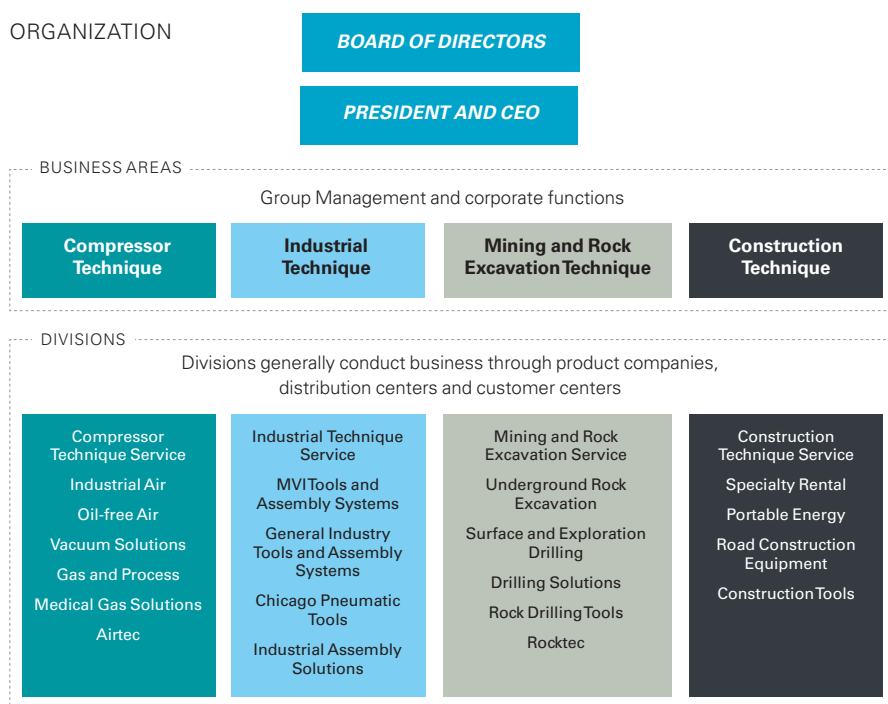 ORGANIZATION
BOARD OF DIRECTORS
PRESIDENT AND CEO
BUSINESS AREAS
Group Management and corporate functions
Compressor
Technique
Industrial
Technique
Mining and Rock
Excavation Technique
Construction
Technique
DIVISIONS
Divisions generally conduct business through product companies,
distribution centers and customer centers
Compressor
Technique Service
Industrial Air
Oil-free Air
Vacuum Solutions
Gas and Process
Medical Gas Solutions
Airtec
Industrial Technique
Service
MVI Tools and
Assembly Systems
General Industry
Tools and Assembly
Systems
Chicago Pneumatic
Tools
Industrial Assembly
Solutions
Mining and Rock
Excavation Service
Underground Rock
Excavation
Surface and Exploration
Drilling
Drilling Solutions
Rock Drilling Tools
Rocktec
Construction
Technique Service
Specialty Rental
Portable Energy
Road Construction
Equipment
Construction Tools